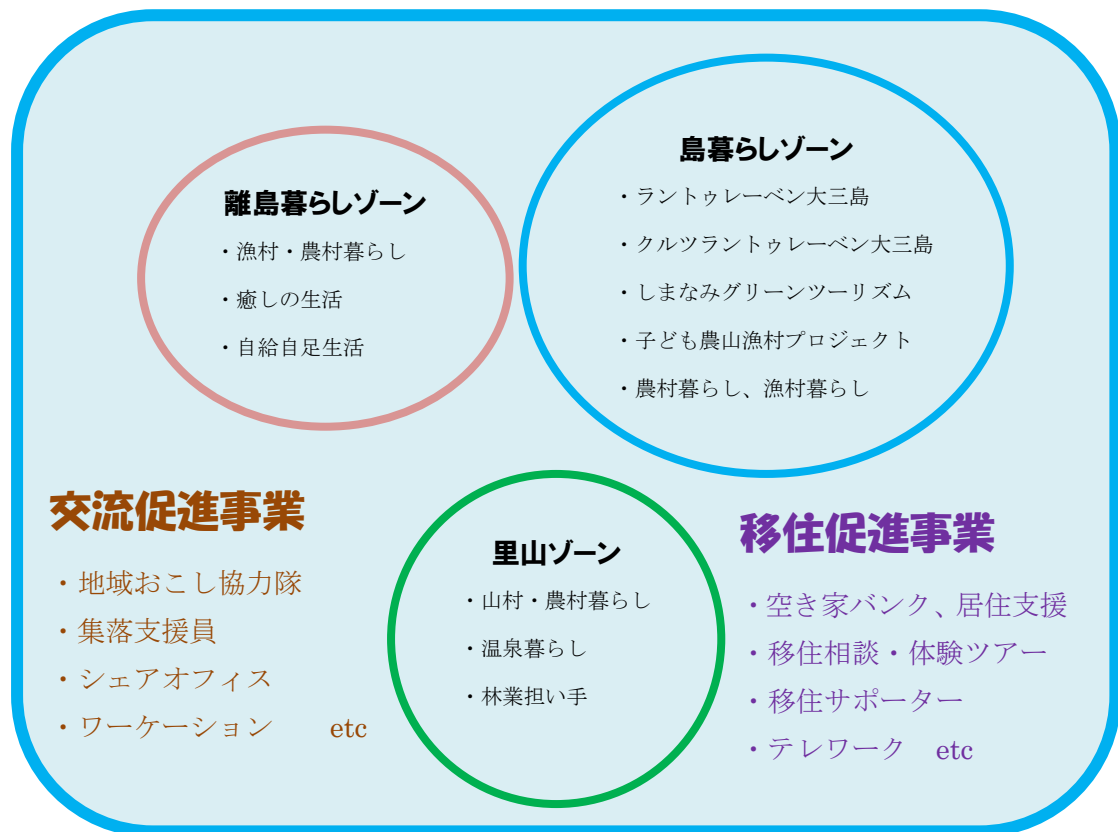 離島暮らしゾーン
・漁村・農村暮らし
・癒しの生活
・自給自足生活
島暮らしゾーン
・ラントゥレーベン大三島
・クルツラントゥレーベン大三島
・しまなみグリーンツーリズム
・子ども農山漁村プロジェクト
・農村暮らし、漁村暮らし
交流促進事業
・地域おこし協力隊
・集落支援員
・シェアオフィス
・ワーケーション　　etc
里山ゾーン
・山村・農村暮らし
・温泉暮らし
・林業担い手
移住促進事業
・空き家バンク、居住支援
・移住相談・体験ツアー
・移住サポーター
・テレワーク　etc